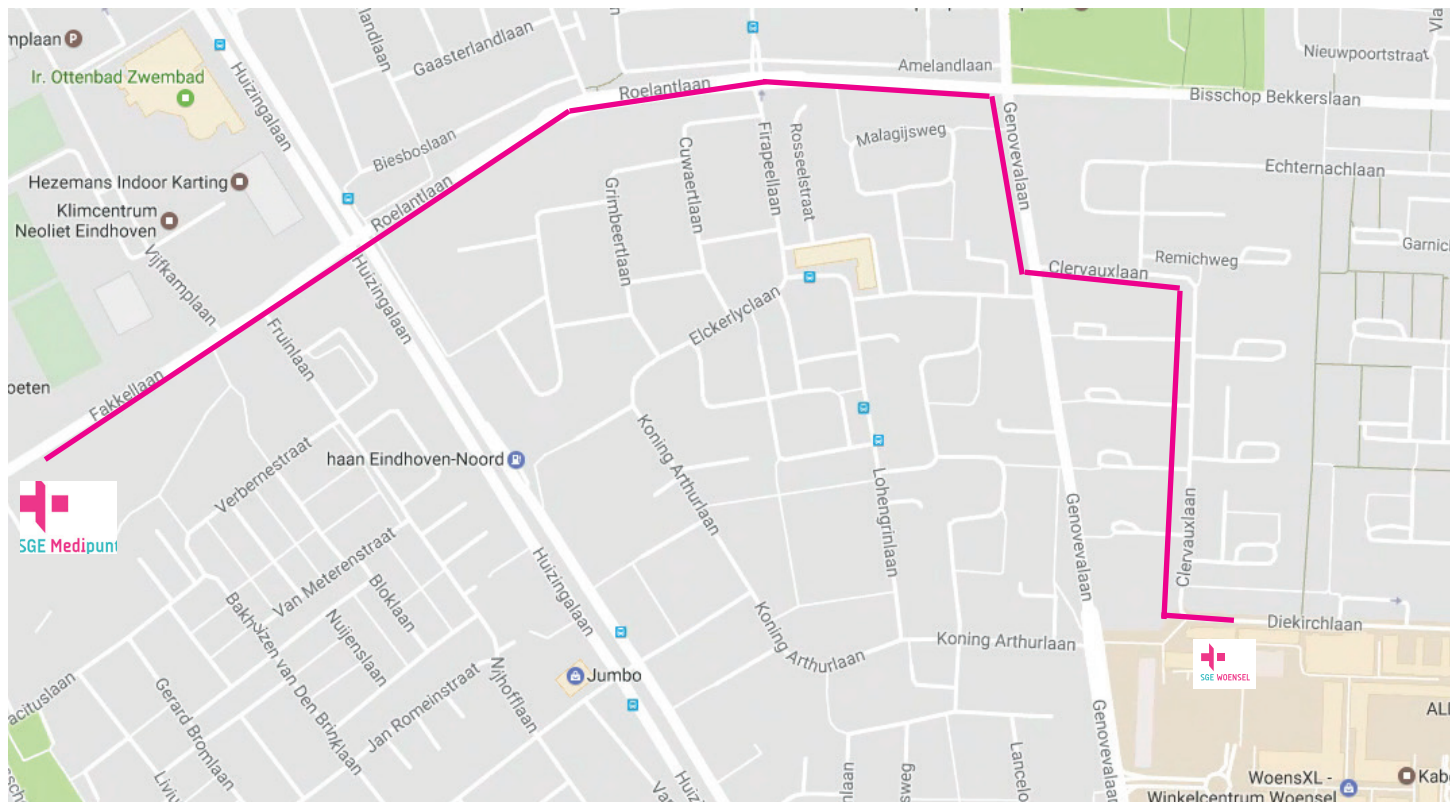 mplaan
Ir. Ottenbad Zwembad
Huizingalaan
Gaasterlandlaan
Roelantlaan
Amelandlaan
Nieuwpoortstraat
Bisschop Bekkerslaan
Biesboslaan
Malagijsweg
Genovevalaan
Firapeellaan
Rosseelstraat
Cuwaertlaan
Echternachlaan
Hezemans Indoor Karting
Klimcentrum
Neoliet Eindhoven
Roelantlaan
Grimbeertlaan
Vijfkamplaan
Huizingalaan
Clervauxlaan
Remichweg
Garnich
Elckerlyclaan
Fruinlaan
oeten
Fakkellaan
Verbernestraat
haan Eindhoven-Noord
Koning Arthurlaan
Lohengrinlaan
Genovevalaan
Clervauxlaan
SGE Medipunt
Van Meterenstraat
Bloklaan
Nuijenslaan
Bakhuizen van Den Brinklaan
Huizingalaan
Koning Arthurlaan
Koning Arthurlaan
Diekirchlaan
SGE WOENSEL
Jumbo
Nijhofflaan
Jan Romeinstraat
Gerard Bromlaan
acituslaan
Genovevalaan
WoensXL -
Winkelcentrum Woensel